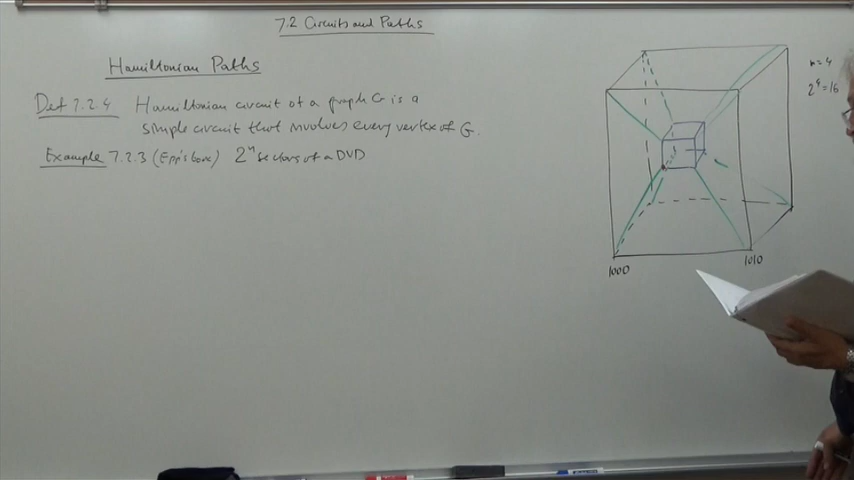 7.2 Circuits and Paths
Hamiltonian Paths
Def 7.2.4 Hamiltonian circuit of a graph G is a
simple circuit that involves every vertex of G.
Example 7.2.3 (Epp's book) 2ⁿ sectors of a DVD
n=4
2⁴=16
1000
1010